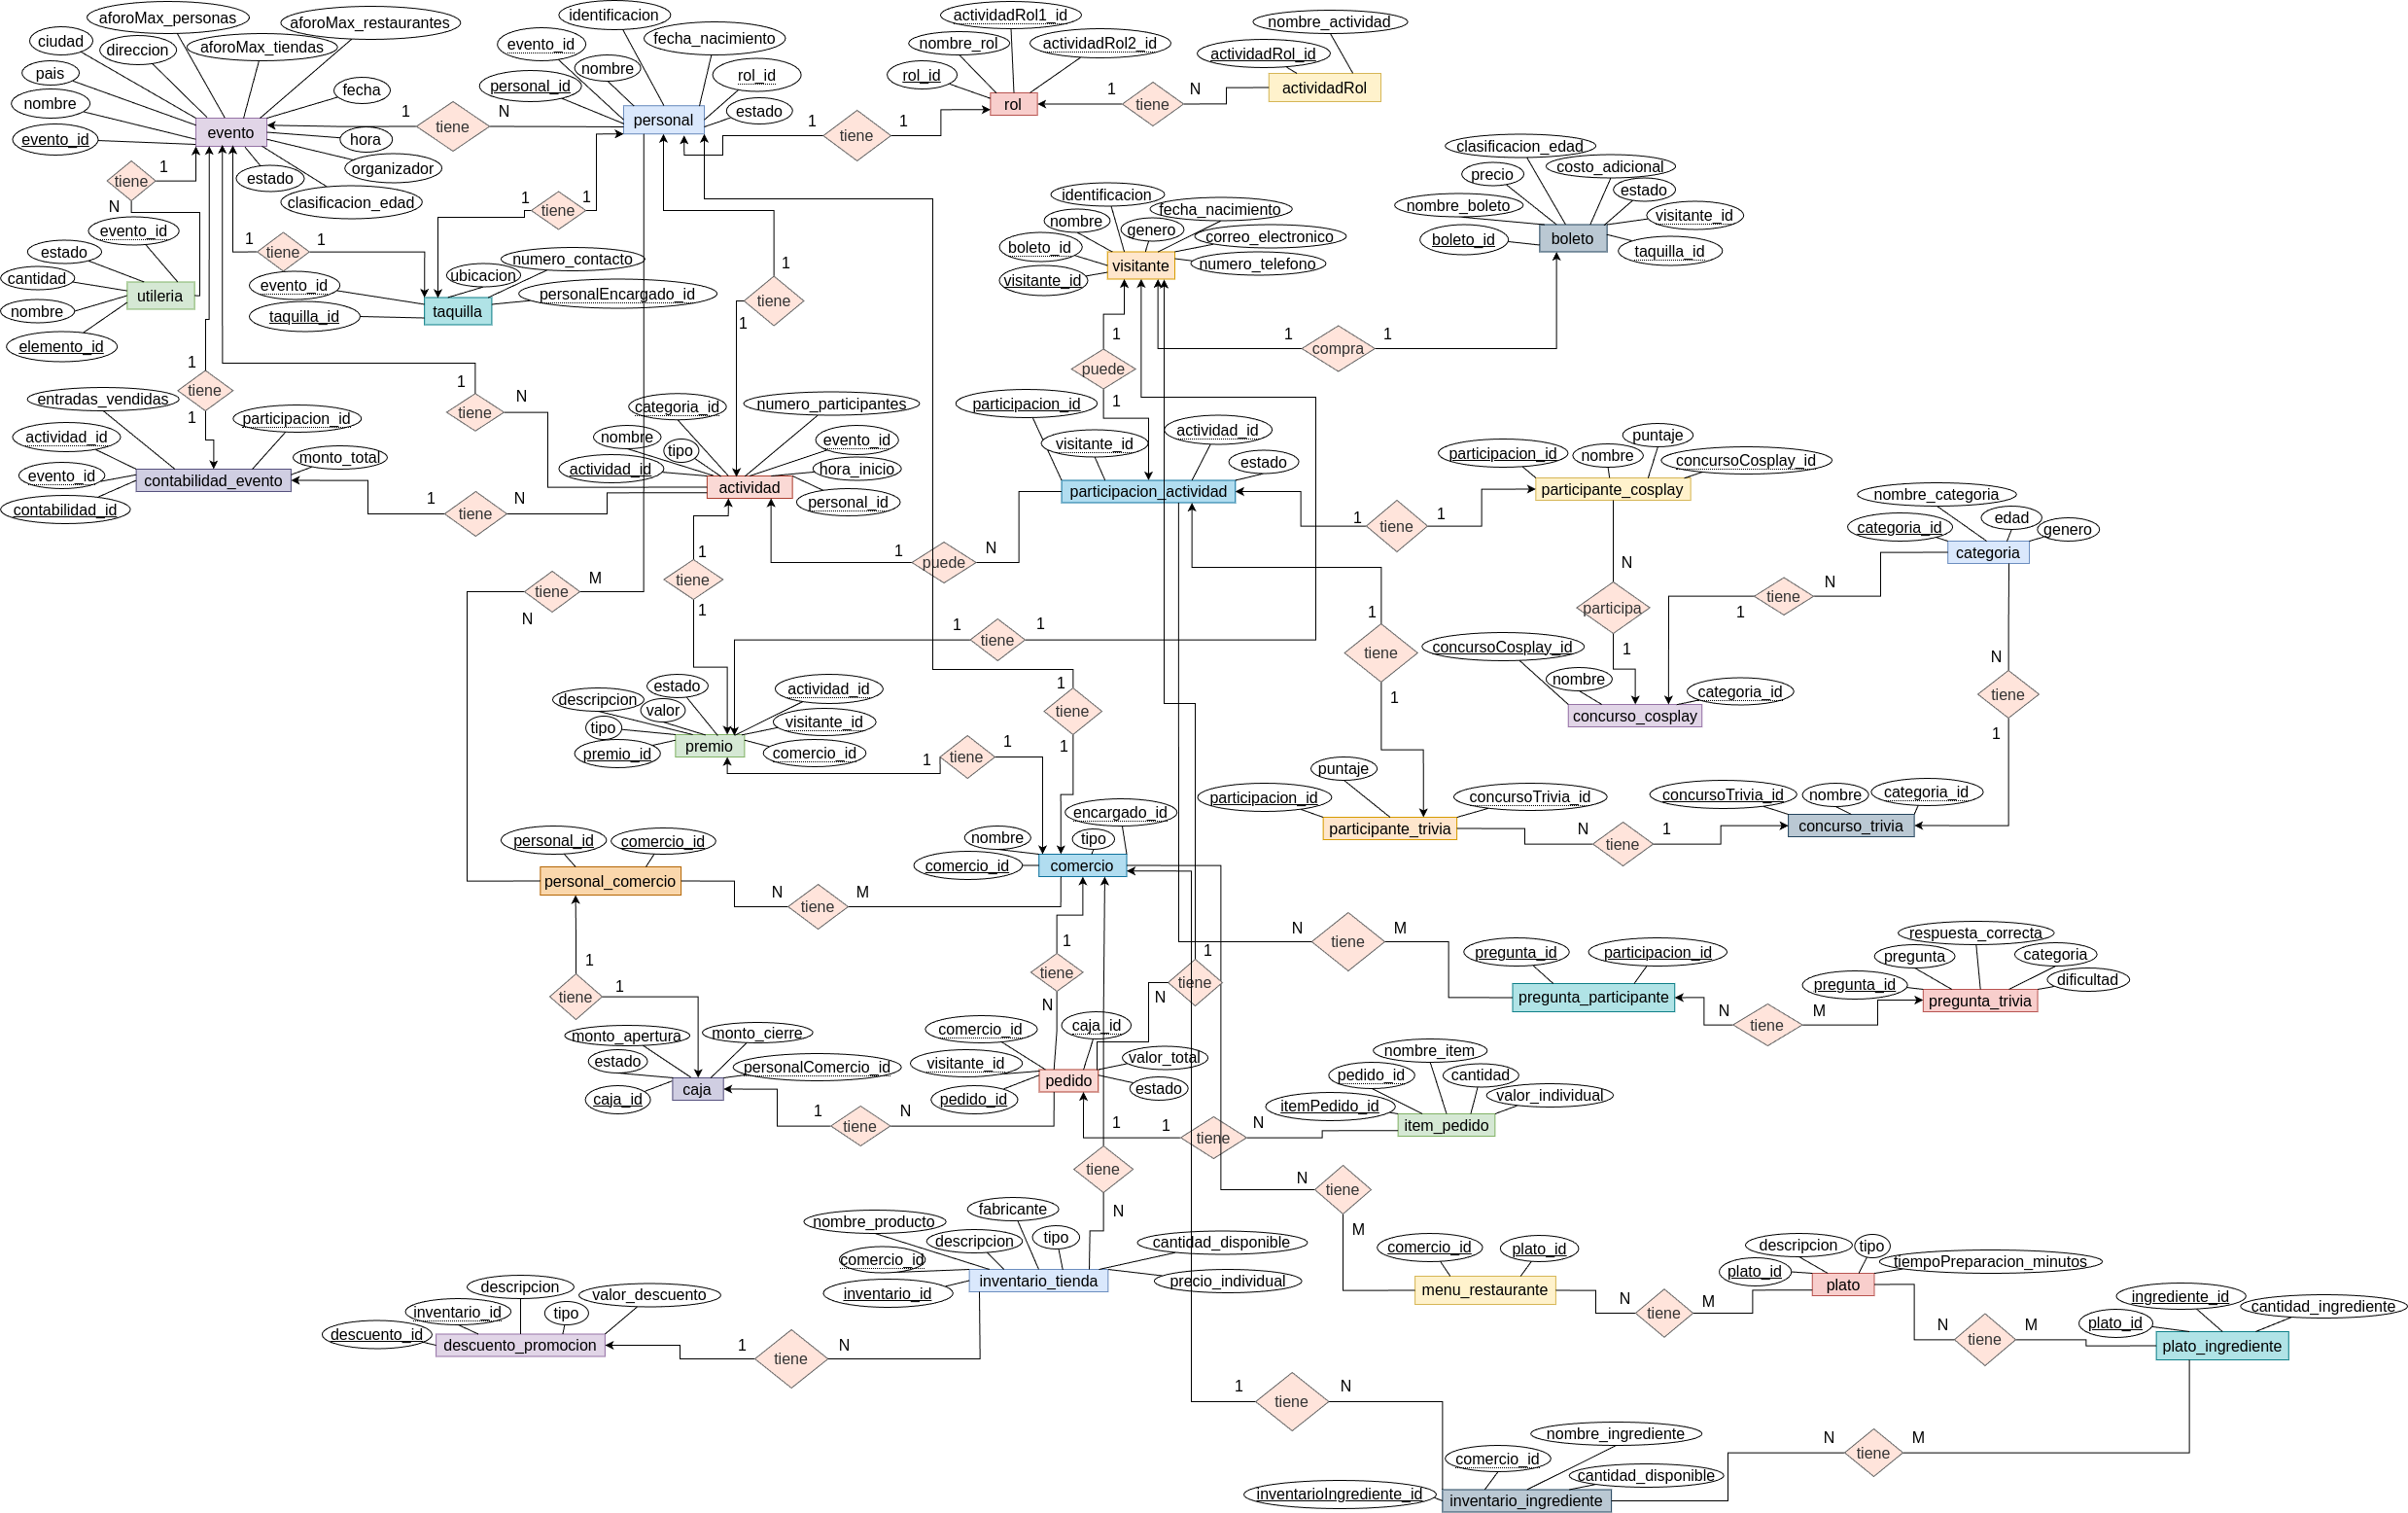 aforoMax_personas
aforoMax_restaurantes
ciudad
direccion
aforoMax_tiendas
pais
fecha
nombre
evento
evento_id
hora
organizador
estado
clasificacion_edad
1
tiene
N
identificacion
evento_id
fecha_nacimiento
nombre
rol_id
personal_id
personal
estado
1
tiene
1
actividadRol1_id
nombre_rol
actividadRol2_id
rol_id
rol
1
tiene
N
nombre_actividad
actividadRol_id
actividadRol
tiene
1
N
evento_id
estado
cantidad
utileria
nombre
elemento_id
1
tiene
1
1
tiene
1
numero_contacto
ubicacion
evento_id
personalEncargado_id
taquilla_id
taquilla
1
tiene
1
identificacion
nombre
fecha_nacimiento
genero
boleto_id
correo_electronico
visitante
numero_telefono
visitante_id
clasificacion_edad
costo_adicional
precio
estado
nombre_boleto
visitante_id
boleto_id
boleto
taquilla_id
1
compra
1
1
puede
1
1
tiene
1
entradas_vendidas
participacion_id
actividad_id
monto_total
evento_id
contabilidad_evento
contabilidad_id
1
tiene
N
1
tiene
N
categoria_id
numero_participantes
nombre
tipo
evento_id
actividad_id
hora_inicio
actividad
personal_id
participacion_id
visitante_id
actividad_id
estado
participacion_actividad
1
puede
N
1
tiene
1
participacion_id
nombre
puntaje
concursoCosplay_id
participante_cosplay
nombre_categoria
categoria_id
edad
genero
categoria
1
tiene
N
N
participa
1
concursoCosplay_id
nombre
categoria_id
concurso_cosplay
N
tiene
1
tiene
M
N
1
tiene
1
1
tiene
1
1
tiene
1
descripcion
estado
actividad_id
valor
tipo
visitante_id
premio
premio_id
comercio_id
1
tiene
1
1
tiene
1
puntaje
participacion_id
concursoTrivia_id
participante_trivia
N
tiene
1
concursoTrivia_id
nombre
categoria_id
concurso_trivia
encargado_id
nombre
tipo
comercio_id
comercio
personal_id
comercio_id
personal_comercio
N
tiene
M
1
tiene
1
monto_apertura
monto_cierre
estado
personalComercio_id
caja_id
caja
1
tiene
N
1
tiene
N
1
tiene
N
comercio_id
caja_id
visitante_id
valor_total
pedido
estado
pedido_id
N
tiene
M
pregunta_id
participacion_id
pregunta_participante
N
tiene
M
respuesta_correcta
pregunta
categoria
pregunta_id
dificultad
pregunta_trivia
nombre_item
pedido_id
cantidad
itemPedido_id
valor_individual
item_pedido
1
tiene
N
1
tiene
N
N
tiene
M
fabricante
nombre_producto
descripcion
tipo
comercio_id
cantidad_disponible
inventario_tienda
precio_individual
inventario_id
comercio_id
plato_id
menu_restaurante
N
tiene
M
descripcion
tipo
plato_id
tiempoPreparacion_minutos
plato
N
tiene
M
ingrediente_id
cantidad_ingrediente
plato_id
plato_ingrediente
descripcion
valor_descuento
inventario_id
tipo
descuento_id
descuento_promocion
1
tiene
N
1
tiene
N
nombre_ingrediente
comercio_id
cantidad_disponible
inventarioIngrediente_id
inventario_ingrediente
N
tiene
M